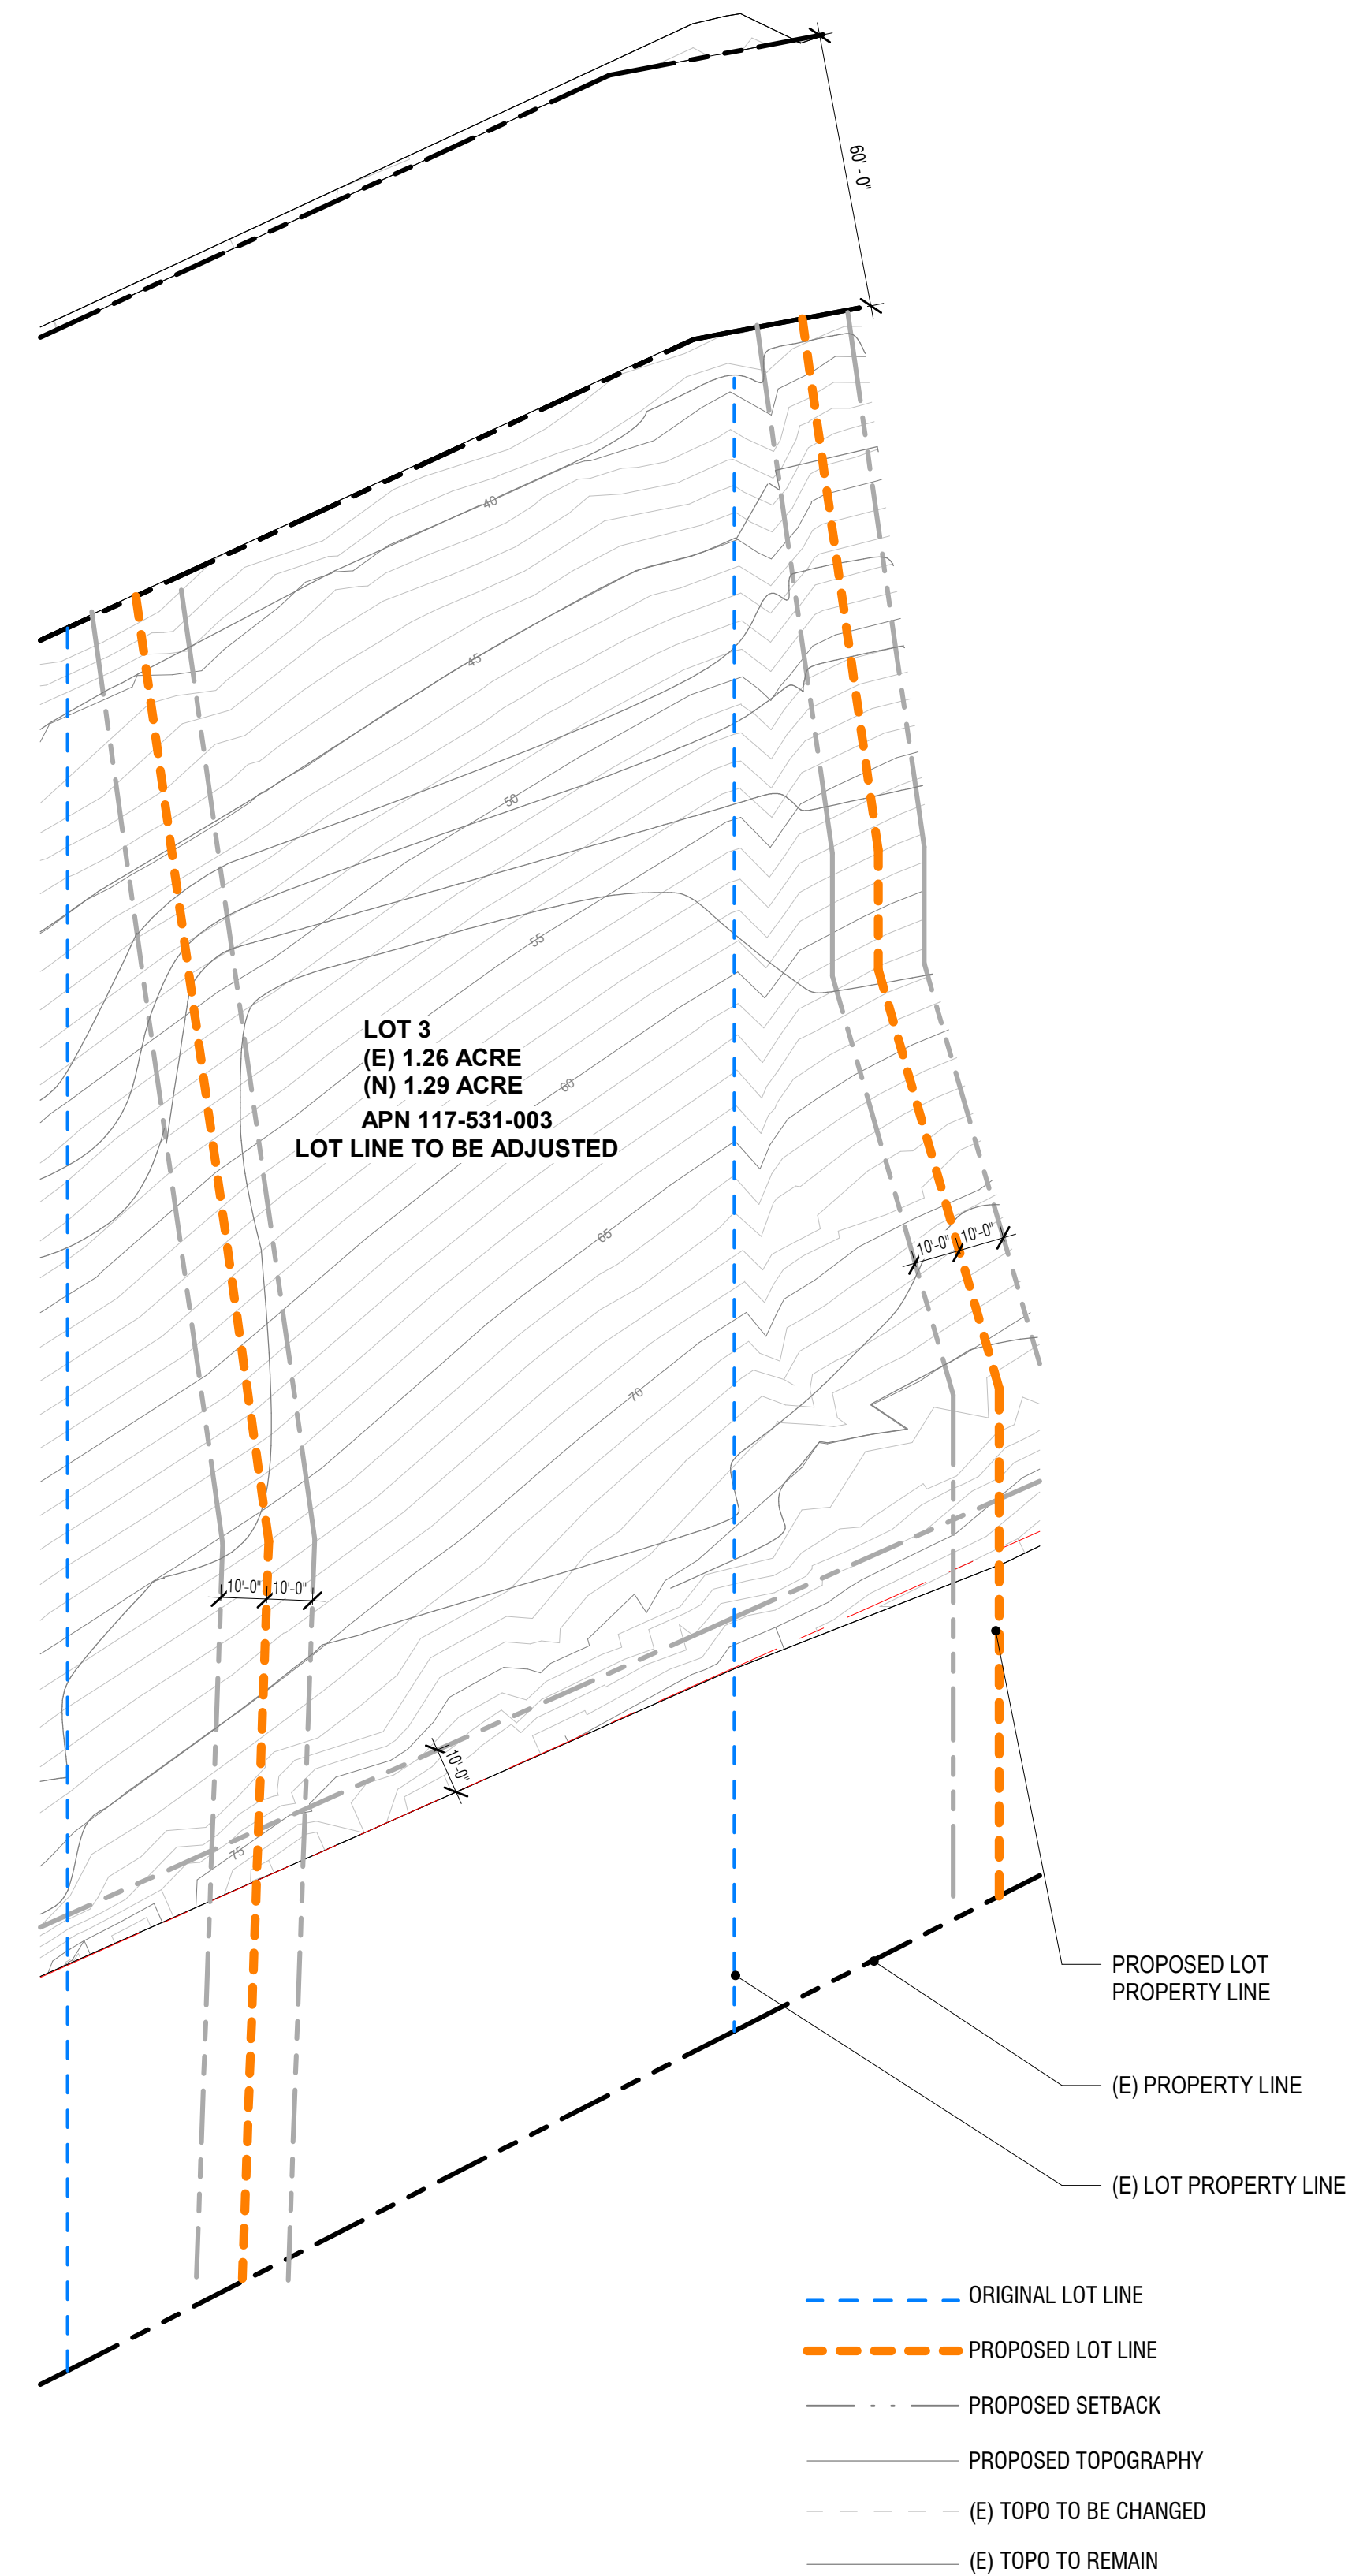 60' - 0"
40
45
50
55
LOT 3
(E) 1.26 ACRE
(N) 1.29 ACRE
APN 117-531-003
LOT LINE TO BE ADJUSTED
60
65
10'-0" 10'-0"
70
10'-0" 10'-0"
10'-0"
75
PROPOSED LOT
PROPERTY LINE
(E) PROPERTY LINE
(E) LOT PROPERTY LINE
ORIGINAL LOT LINE
PROPOSED LOT LINE
PROPOSED SETBACK
PROPOSED TOPOGRAPHY
(E) TOPO TO BE CHANGED
(E) TOPO TO REMAIN